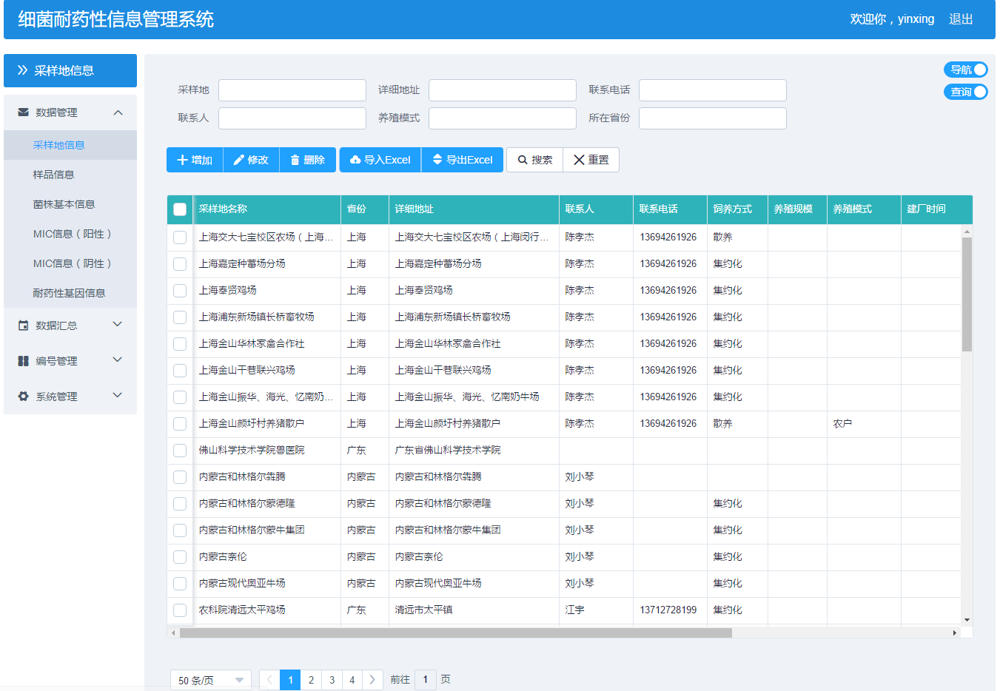 细菌耐药性信息管理系统
欢迎你，yinxing 退出
采样地信息
数据管理
采样地信息
样品信息
菌株基本信息
MIC信息（阳性）
MIC信息（阴性）
耐药性基因信息
数据汇总
编号管理
系统管理
导航
查询
采样地 详细地址 联系电话
联系人 养殖模式 所在省份
增加 修改 删除 导入Excel 导出Excel 搜索 重置
采样地名称 省份 详细地址 联系人 联系电话 饲养方式 养殖规模 养殖模式 建厂时间
上海交大七宝校区农场（上海... 上海 上海交大七宝校区农场（上海闵行... 陈孝杰 13694261926 散养
上海嘉定种蓄场分场 上海 上海嘉定种蓄场分场 陈孝杰 13694261926 集约化
上海奉贤鸡场 上海 上海奉贤鸡场 陈孝杰 13694261926 集约化
上海浦东新场镇长桥畜牧场 上海 上海浦东新场镇长桥畜牧场 陈孝杰 13694261926 集约化
上海金山华林家禽合作社 上海 上海金山华林家禽合作社 陈孝杰 13694261926 集约化
上海金山干巷联兴鸡场 上海 上海金山干巷联兴鸡场 陈孝杰 13694261926 集约化
上海金山振华、海光、忆南奶... 上海 上海金山振华、海光、忆南奶牛场 陈孝杰 13694261926 集约化
上海金山颜圩村养猪散户 上海 上海金山颜圩村养猪散户 陈孝杰 13694261926 散养 农户
佛山科学技术学院兽医院 广东 广东省佛山科学技术学院
内蒙古和林格尔犇腾 内蒙古 内蒙古和林格尔犇腾 刘小琴
内蒙古和林格尔蒙德隆 内蒙古 内蒙古和林格尔蒙德隆 刘小琴 集约化
内蒙古和林格尔蒙牛集团 内蒙古 内蒙古和林格尔蒙牛集团 刘小琴 集约化
内蒙古奈伦 内蒙古 内蒙古奈伦 刘小琴 集约化
内蒙古现代奥亚牛场 内蒙古 内蒙古现代奥亚牛场 刘小琴 集约化
农科院清远太平鸡场 广东 清远市太平镇 江宇 13712728199 集约化
50 条/页 1 2 3 4 前往 1 页